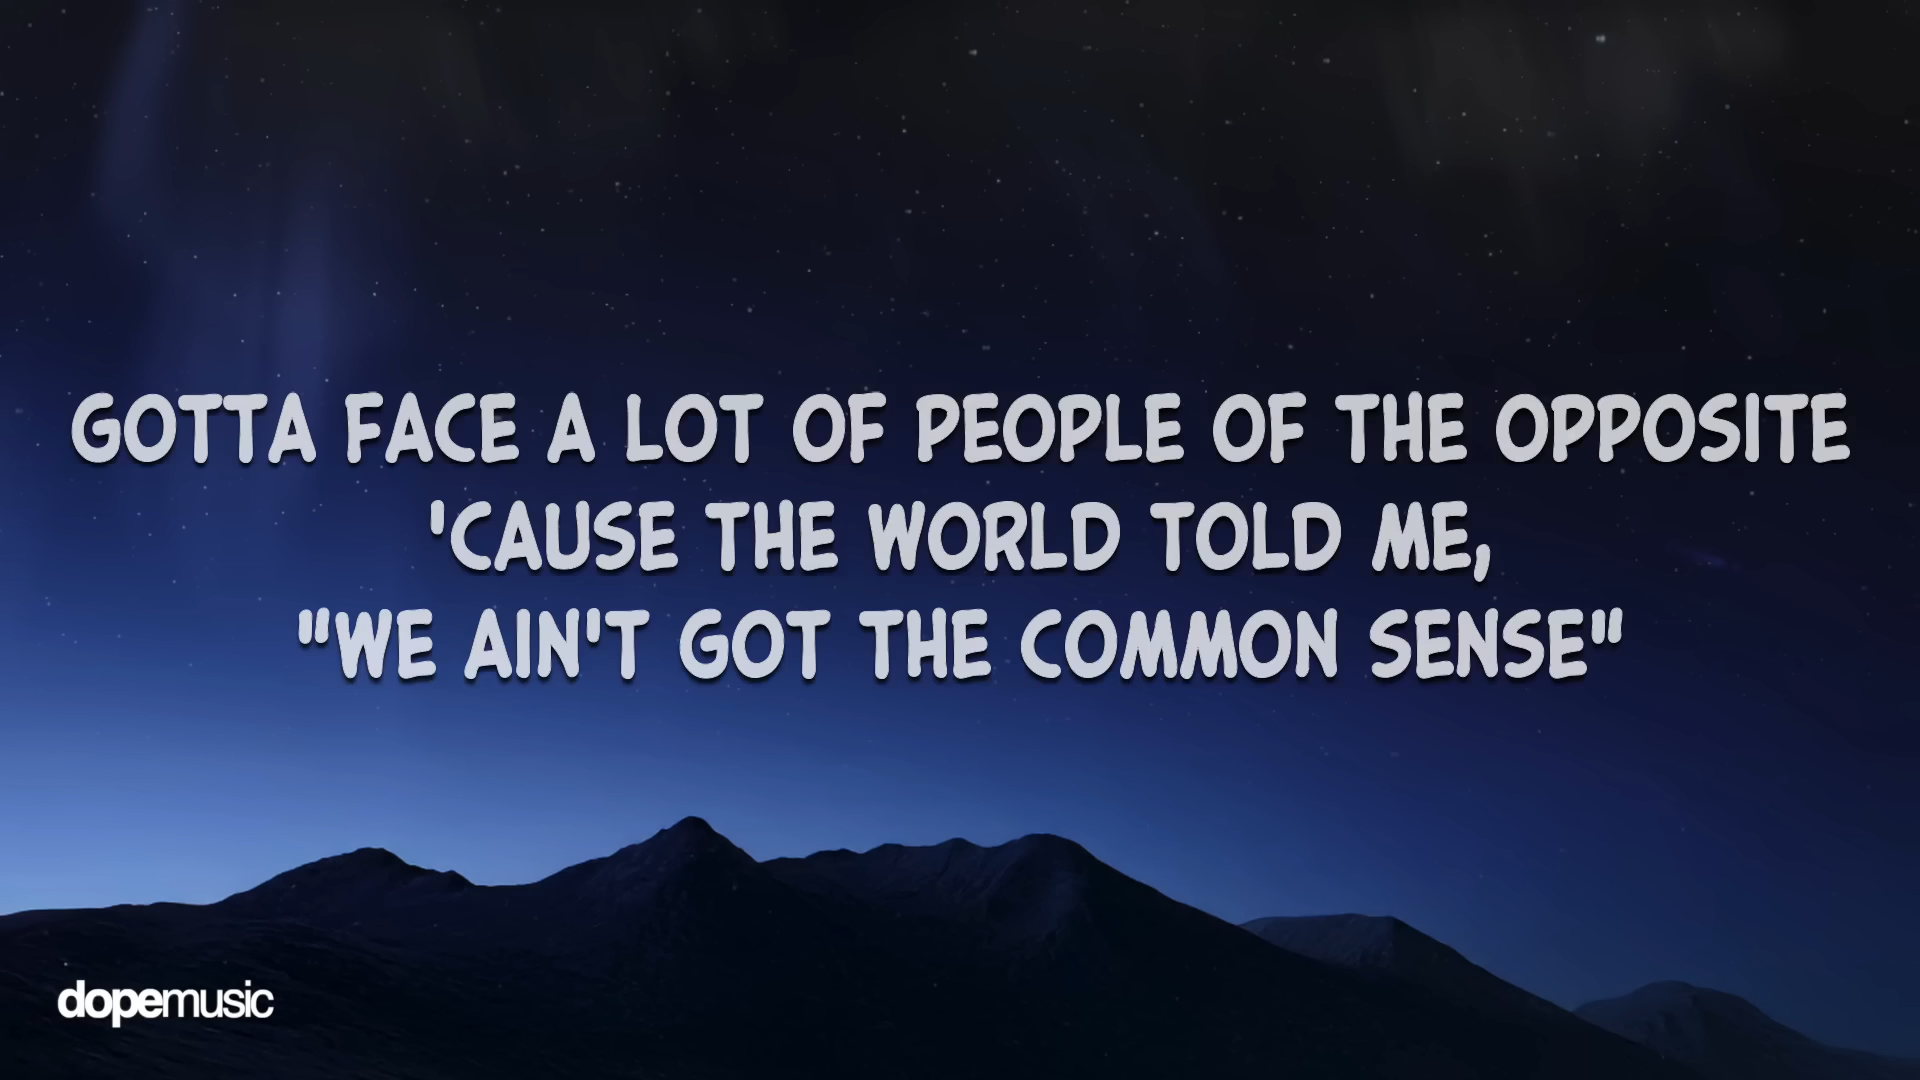 GOTTA FACE A LOT OF PEOPLE OF THE OPPOSITE
'CAUSE THE WORLD TOLD ME,
"WE AIN'T GOT THE COMMON SENSE"
dopemusic